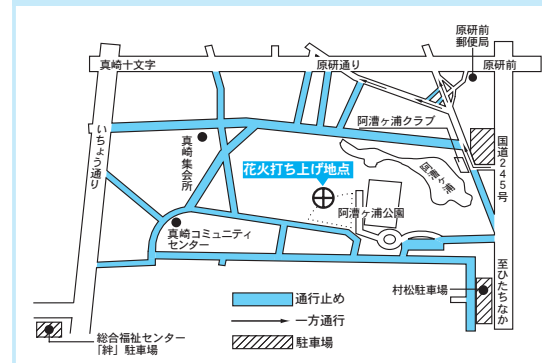 原研前
郵便局
真崎十文字
原研通り
原研前
いちょう通り
真崎集会所
阿漕ヶ浦クラブ
国道245号
阿漕ヶ浦
花火打ち上げ地点
阿漕ヶ浦公園
真崎コミュニティ
センター
至ひたちなか
村松駐車場
通行止め
一方通行
駐車場
総合福祉センター
「絆」駐車場